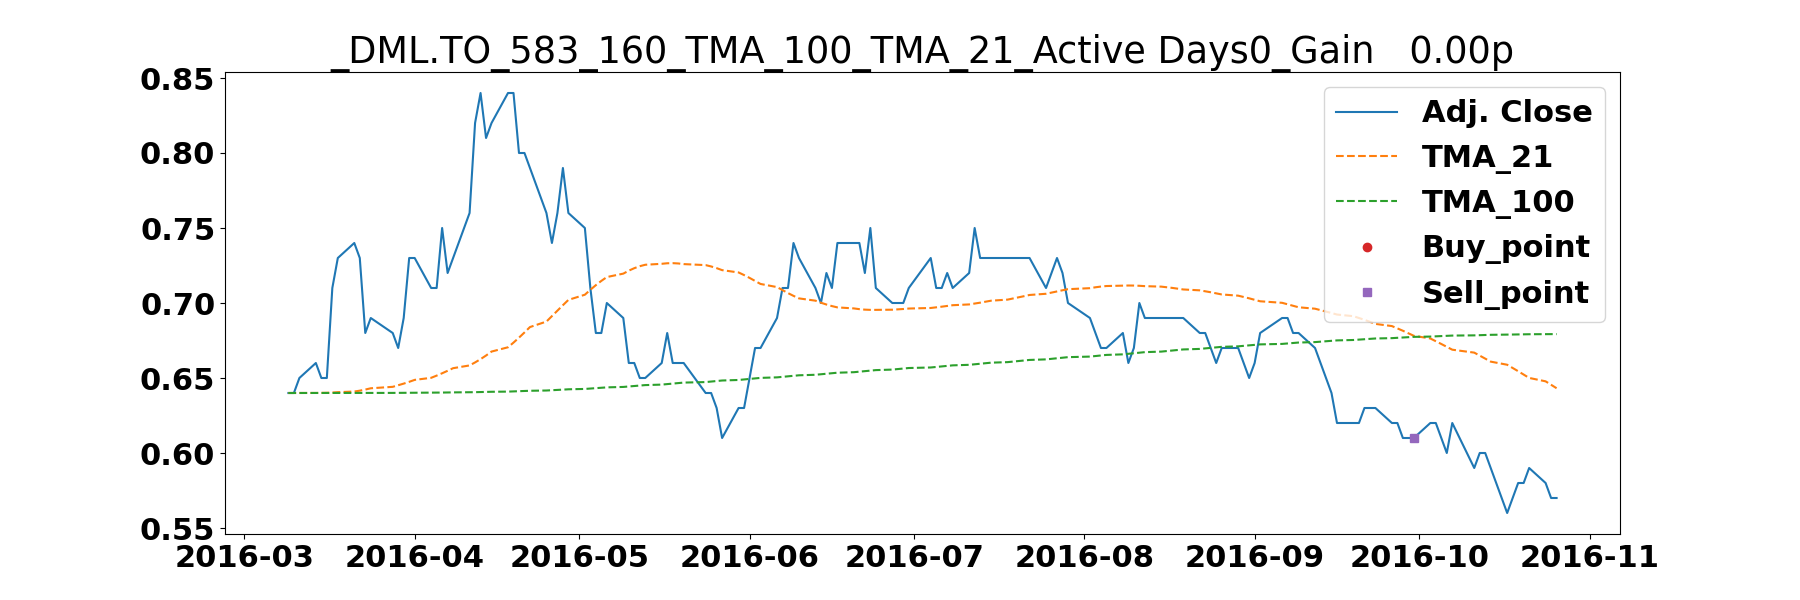 _DML.TO_583_160_TMA_100_TMA_21_Active Days0_Gain   0.00p
0.85
0.80
0.75
0.70
0.65
0.60
0.55
2016-03 2016-04 2016-05 2016-06 2016-07 2016-08 2016-09 2016-10 2016-11
Adj. Close
TMA_21
TMA_100
Buy_point
Sell_point